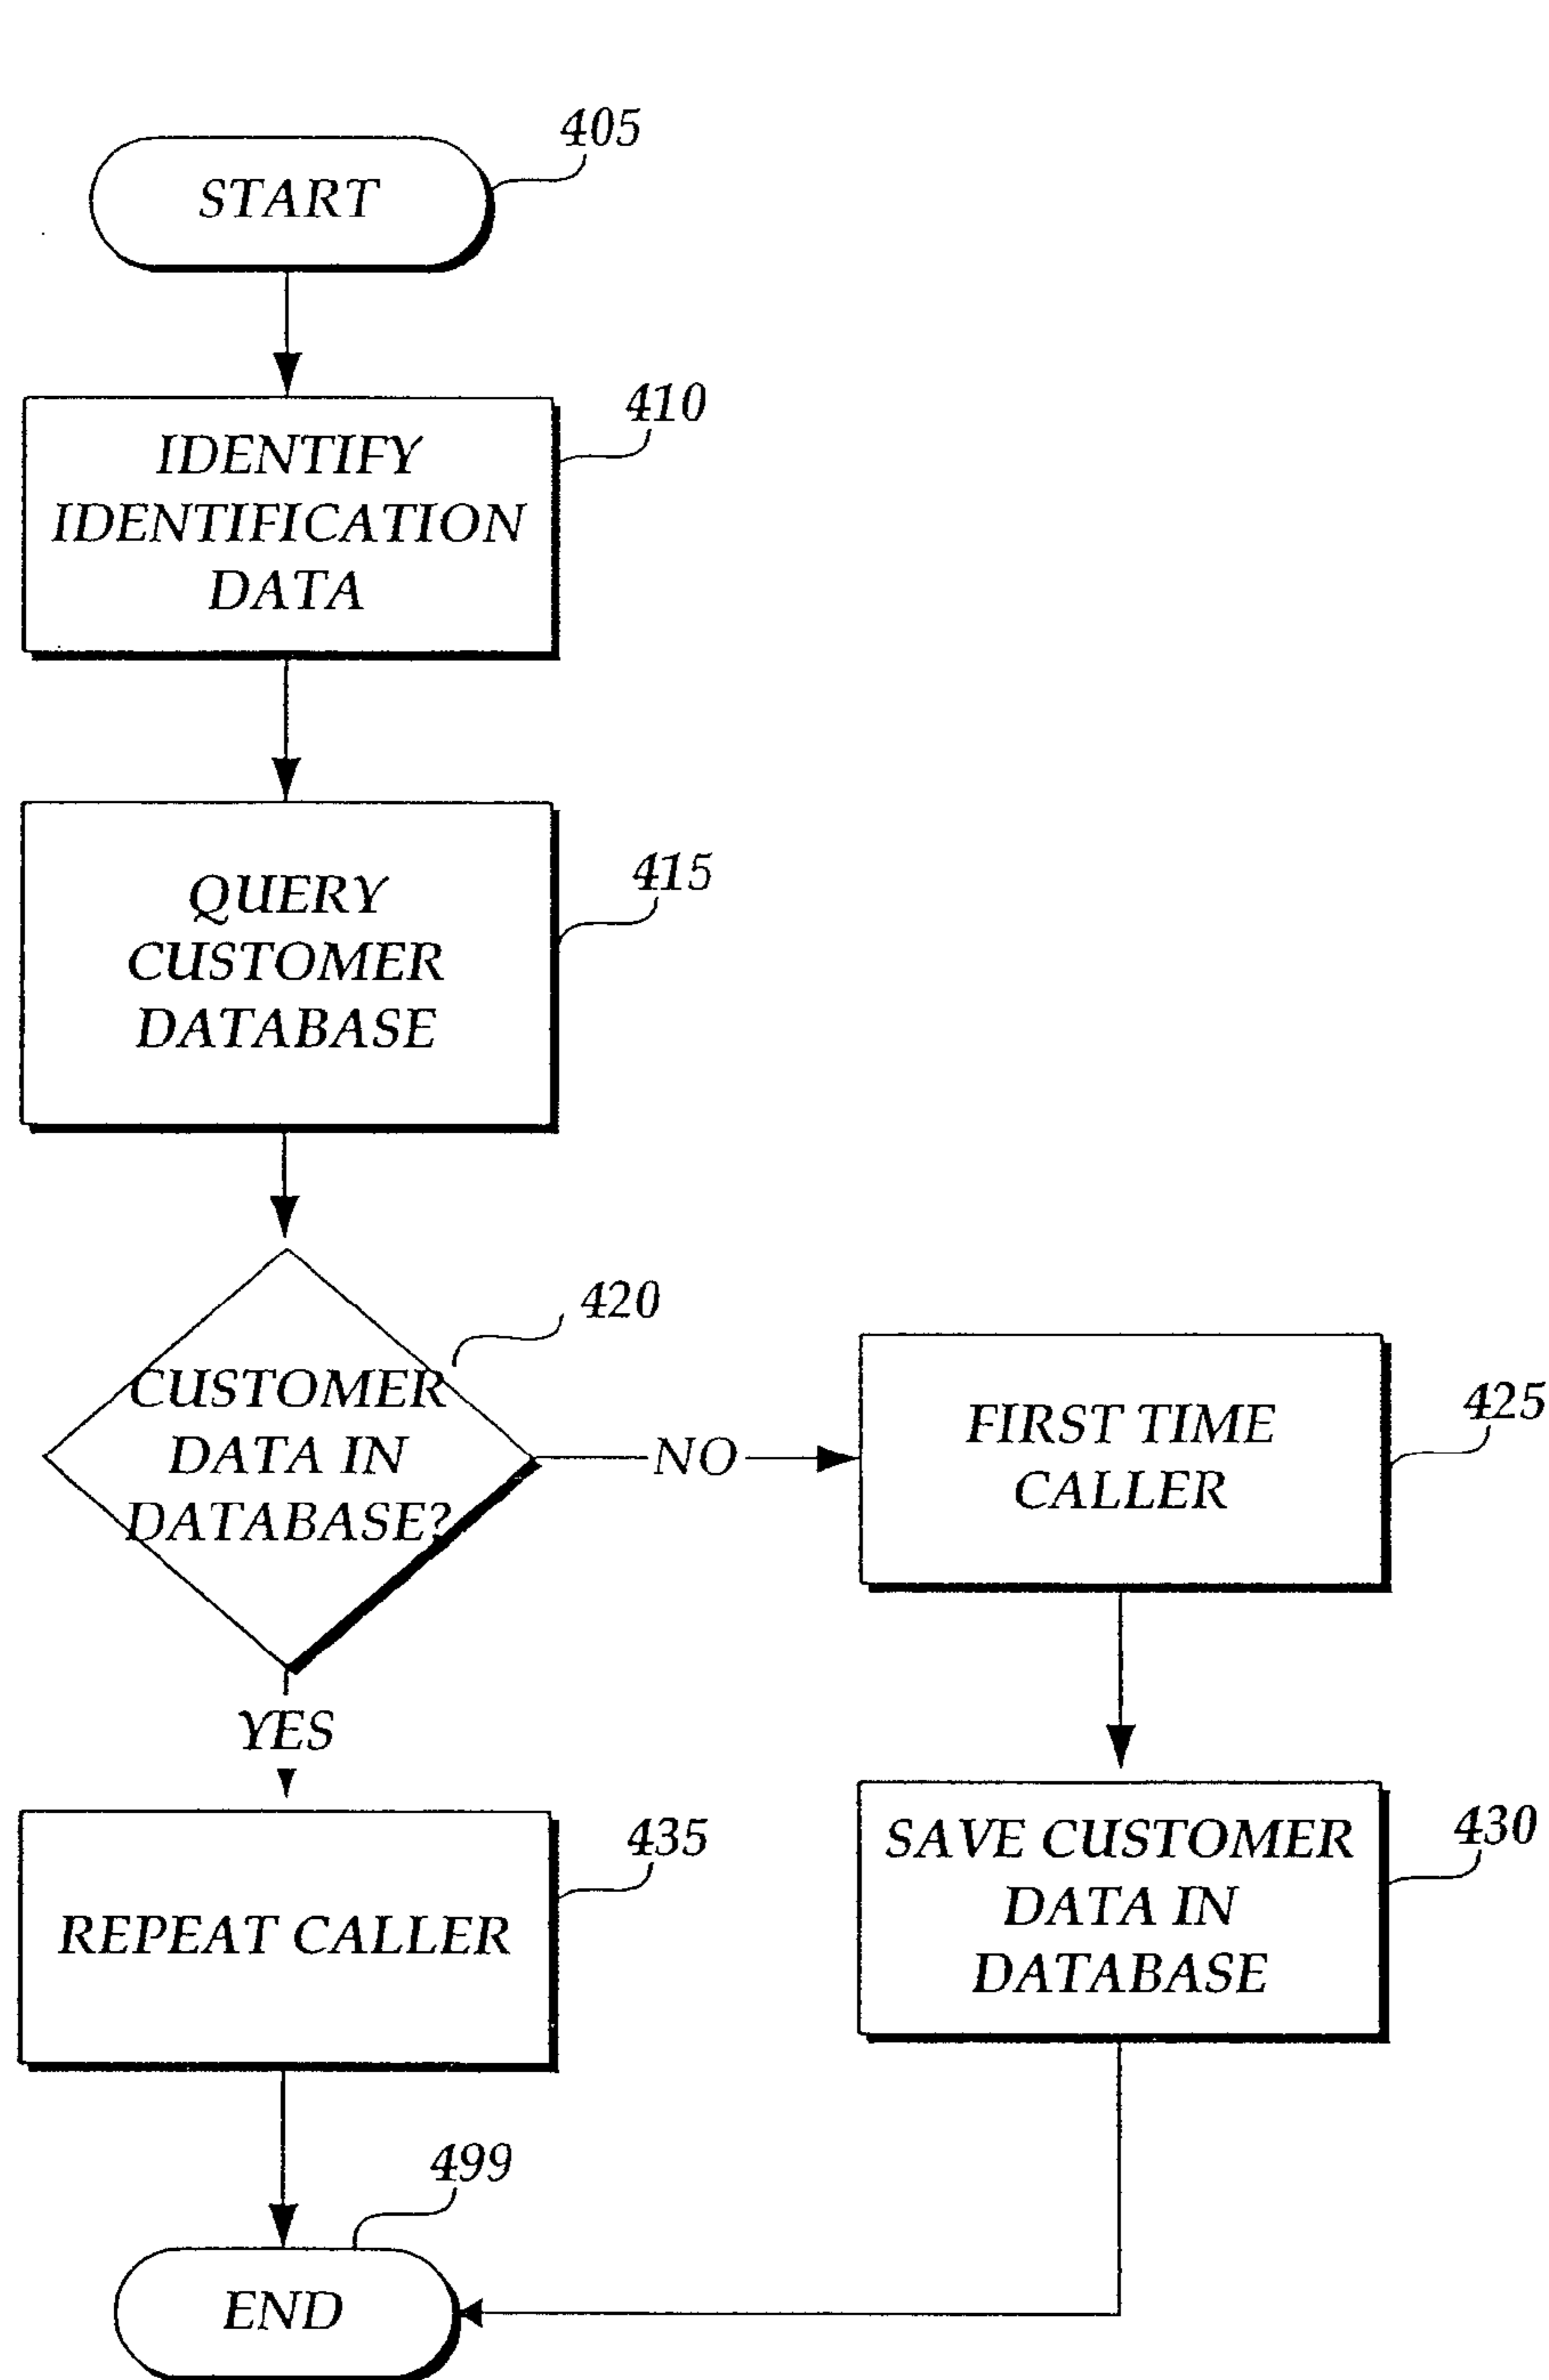 405
START
410
IDENTIFY
IDENTIFICATION
DATA
415
QUERY
CUSTOMER
DATABASE
420
CUSTOMER
DATA IN
DATABASE?
NO
425
FIRST TIME
CALLER
YES
430
SAVE CUSTOMER
DATA IN
DATABASE
435
REPEAT CALLER
499
END